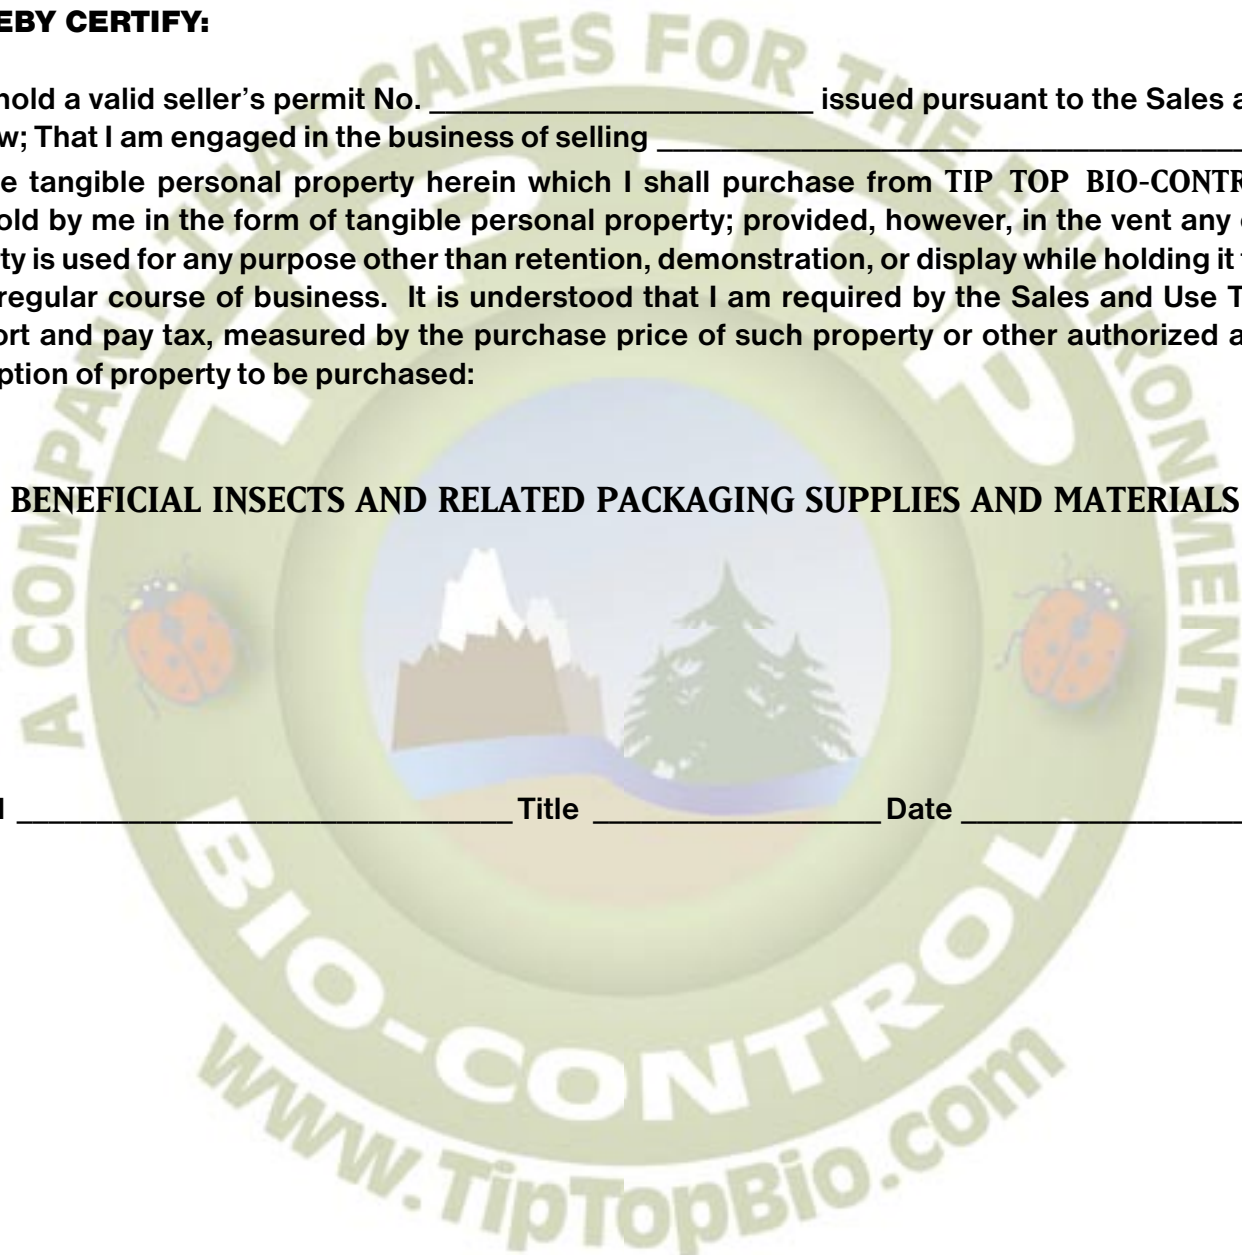 EBY CERTIFY:
hold a valid seller's permit No. ________________________ issued pursuant to the Sales a
w; That I am engaged in the business of selling _____________________________________
e tangible personal property herein which I shall purchase from TIP TOP BIO-CONTR
old by me in the form of tangible personal property; provided, however, in the vent any
ty is used for any purpose other than retention, demonstration, or display while holding it
regular course of business. It is understood that I am required by the Sales and Use T
ort and pay tax, measured by the purchase price of such property or other authorized a
ption of property to be purchased:
BENEFICIAL INSECTS AND RELATED PACKAGING SUPPLIES AND MATERIALS
_______________________________ Title __________________ Date __________________
A COMPANY THAT CARES FOR THE ENVIRONMENT
TIP TOP
BIO-CONTROL
www.TipTopBio.com